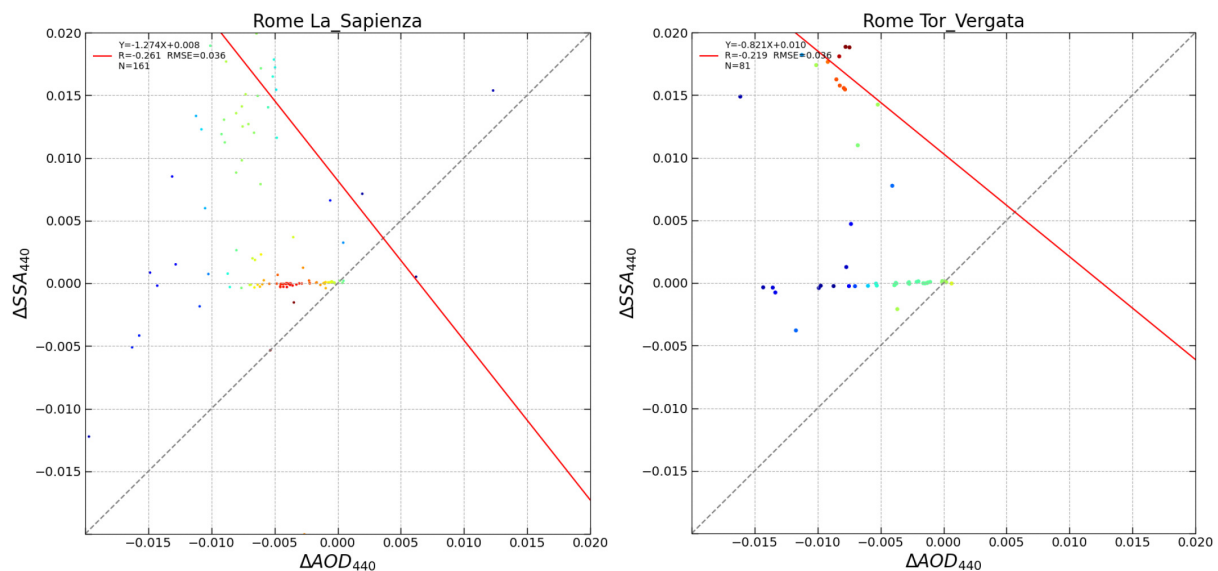 Rome La_Sapienza
Y=-1.274X+0.008
R=-0.261 RMSE=0.036
N=161
0.020
0.015
0.010
0.005
0.000
−0.005
−0.010
−0.015
ΔSSA440
−0.015 −0.010 −0.005 0.000 0.005 0.010 0.015 0.020
ΔAOD440
Rome Tor_Vergata
Y=-0.821X+0.010
R=-0.219 RMSE=0.036
N=81
0.020
0.015
0.010
0.005
0.000
−0.005
−0.010
−0.015
ΔSSA440
−0.015 −0.010 −0.005 0.000 0.005 0.010 0.015 0.020
ΔAOD440